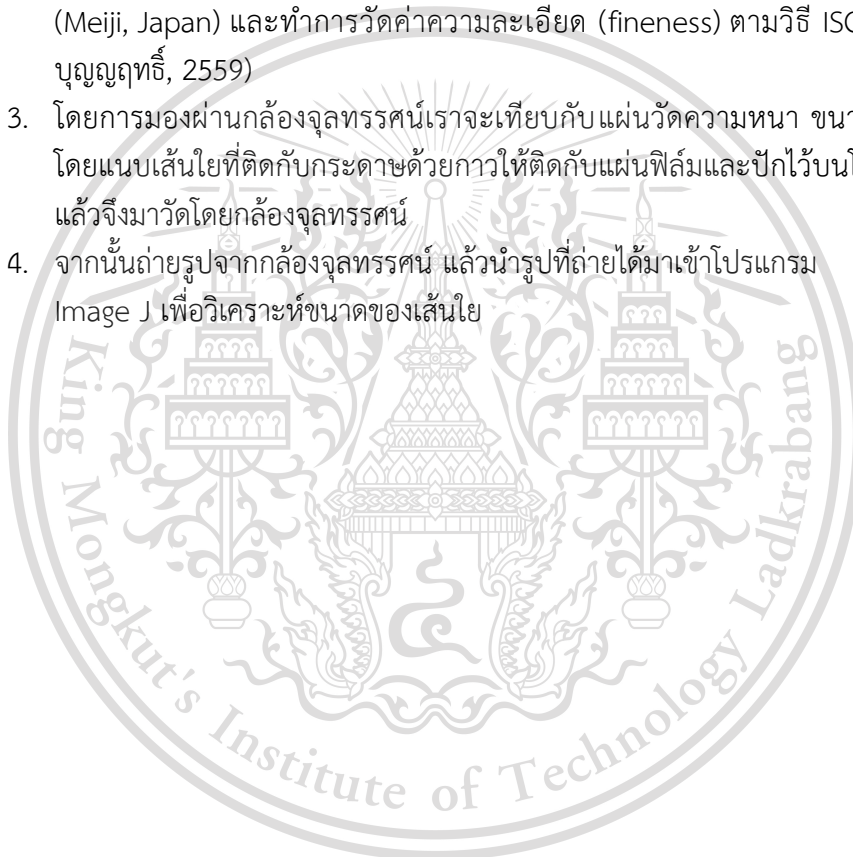 (Meiji, Japan) และทำการวัดค่าความละเอียด (fineness) ตามวิธี ISO
บุญญฤทธิ์, 2559)
3. โดยการมองผ่านกล้องจุลทรรศน์เราจะเทียบกับแผ่นวัดความหนา ขนา
โดยแนบเส้นใยที่ติดกับกระดาษด้วยกาวให้ติดกับแผ่นฟิล์มและปักไว้บนโ
แล้วจึงมาวัดโดยกล้องจุลทรรศน์
4. จากนั้นถ่ายรูปจากกล้องจุลทรรศน์ แล้วนำรูปที่ถ่ายได้มาเข้าโปรแกรม
Image J เพื่อวิเคราะห์ขนาดของเส้นใย
King Mongkut's Institute of Technology Ladkrabang